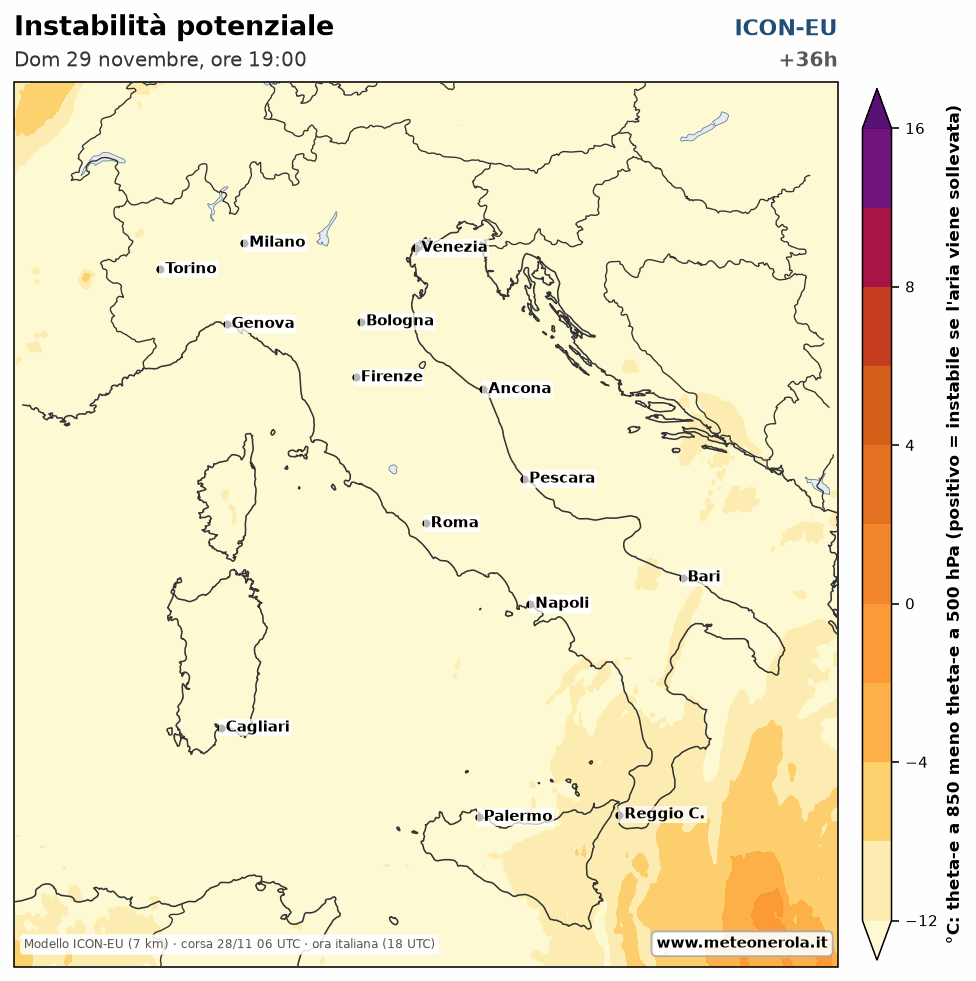 Instabilità potenziale
ICON-EU
Dom 29 novembre, ore 19:00
+36h
Milano
Venezia
Torino
Genova
Bologna
Firenze
Ancona
Pescara
Roma
Bari
Napoli
Cagliari
Palermo
Reggio C.
Modello ICON-EU (7 km) · corsa 28/11 06 UTC · ora italiana (18 UTC)
www.meteonerola.it
16
8
4
0
−4
−12
°C: theta-e a 850 meno theta-e a 500 hPa (positivo = instabile se l'aria viene sollevata)